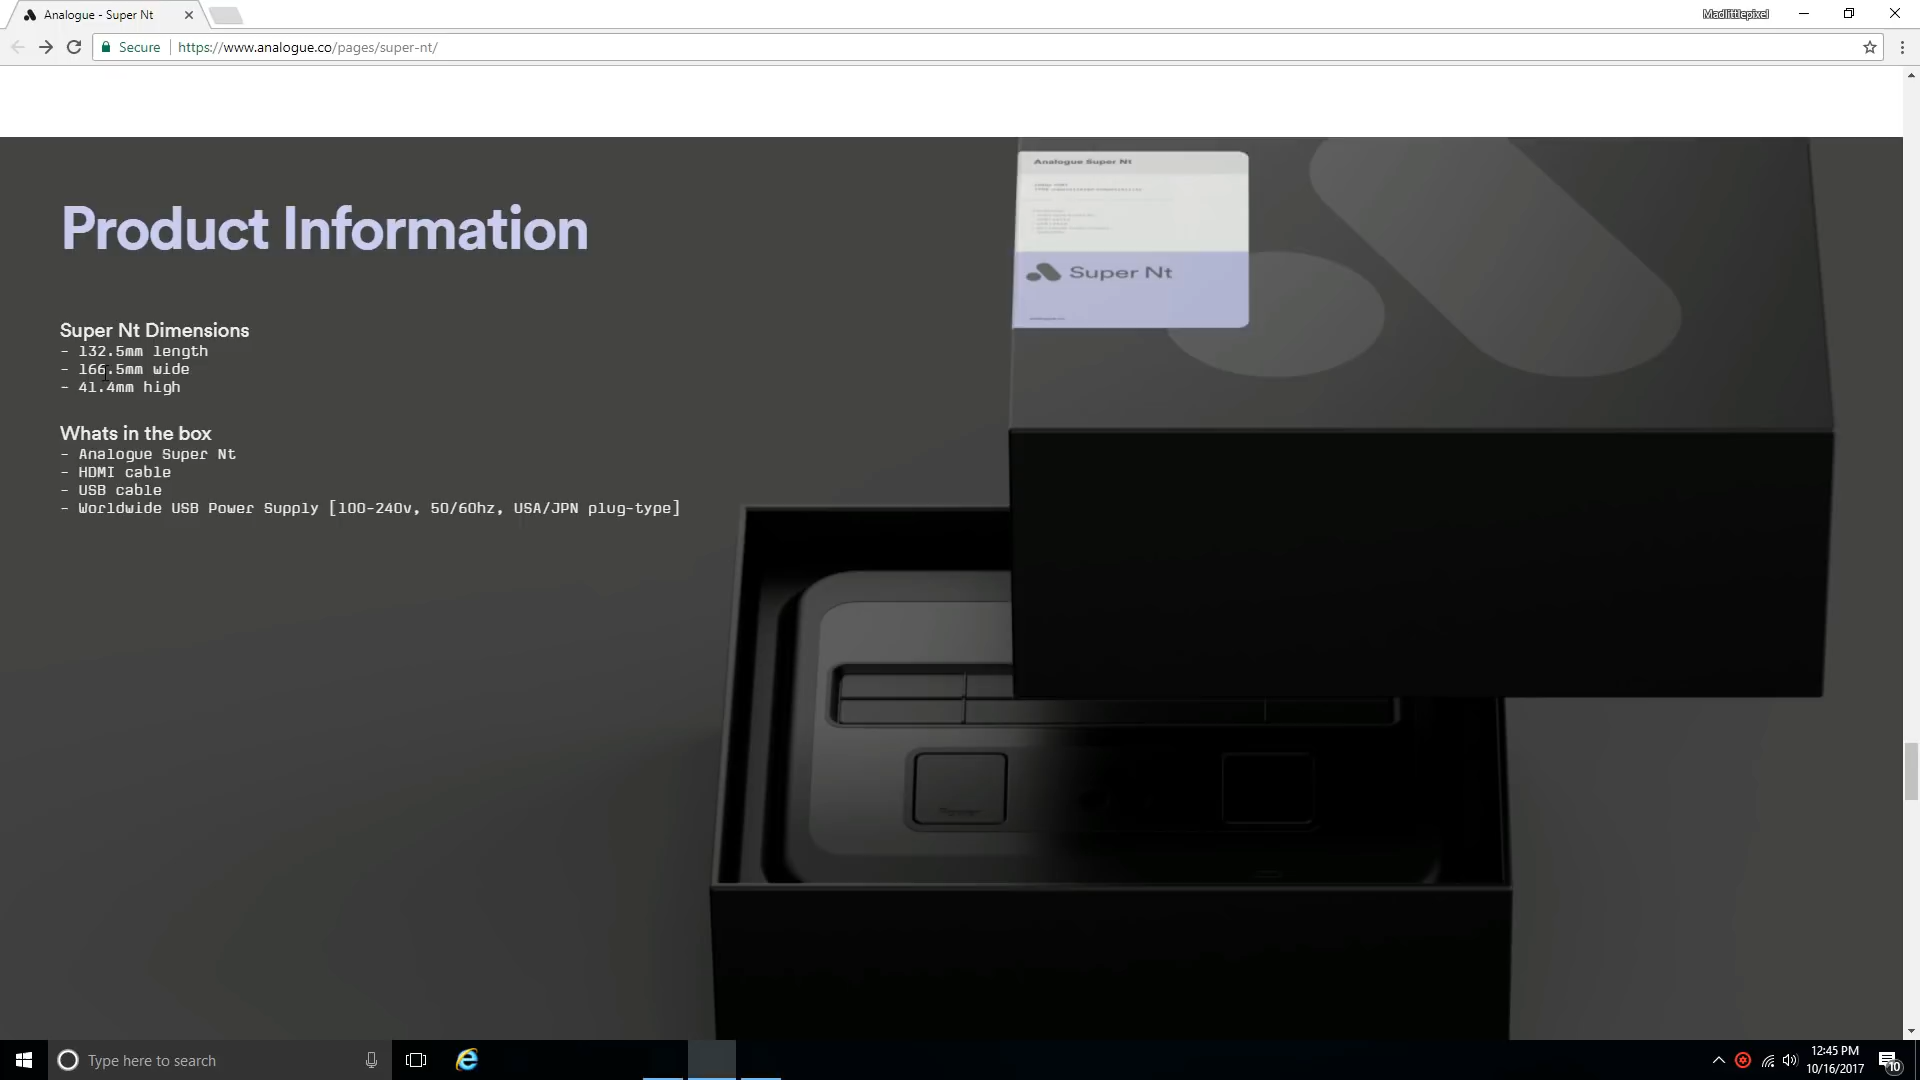 Analogue - Super Nt
Madlittlepixel
Secure
https://www.analogue.co/pages/super-nt/
Analogue Super Nt
Super Nt
Product Information
Super Nt Dimensions
- 132.5mm length
- 166.5mm wide
- 41.4mm high
Whats in the box
- Analogue Super Nt
- HDMI cable
- USB cable
- Worldwide USB Power Supply [100-240v, 50/60hz, USA/JPN plug-type]
Type here to search
12:45 PM
10/16/2017
10